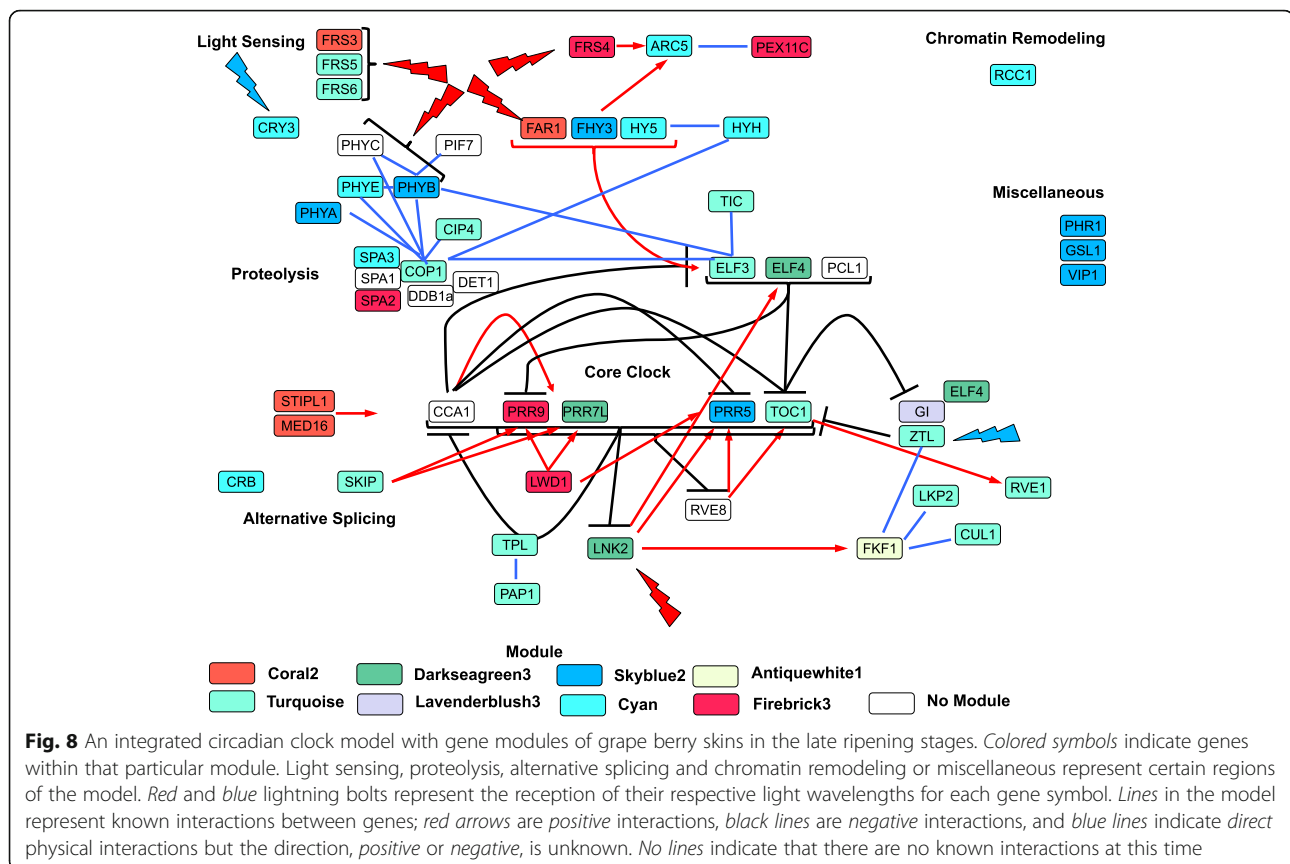 Light Sensing
FRS3
FRS5
FRS6
CRY3
FRS4
ARC5
PEX11C
Chromatin Remodeling
RCC1
FAR1
FHY3
HY5
HYH
PHYC
PIF7
PHYE
PHYB
PHYA
CIP4
TIC
Miscellaneous
PHR1
GSL1
VIP1
Proteolysis
SPA3
SPA1
SPA2
COP1
DDB1a
DET1
ELF3
ELF4
PCL1
Core Clock
STIPL1
MED16
CCA1
PRR9
PRR7L
PRR5
TOC1
ELF4
GI
ZTL
CRB
SKIP
LWD1
RVE8
RVE1
LKP2
CUL1
FKF1
Alternative Splicing
TPL
LNK2
PAP1
Module
Coral2
Darkseagreen3
Skyblue2
Antiquewhite1
Turquoise
Lavenderblush3
Cyan
Firebrick3
No Module
Fig. 8 An integrated circadian clock model with gene modules of grape berry skins in the late ripening stages. Colored symbols indicate genes
within that particular module. Light sensing, proteolysis, alternative splicing and chromatin remodeling or miscellaneous represent certain regions
of the model. Red and blue lightning bolts represent the reception of their respective light wavelengths for each gene symbol. Lines in the model
represent known interactions between genes; red arrows are positive interactions, black lines are negative interactions, and blue lines indicate direct
physical interactions but the direction, positive or negative, is unknown. No lines indicate that there are no known interactions at this time